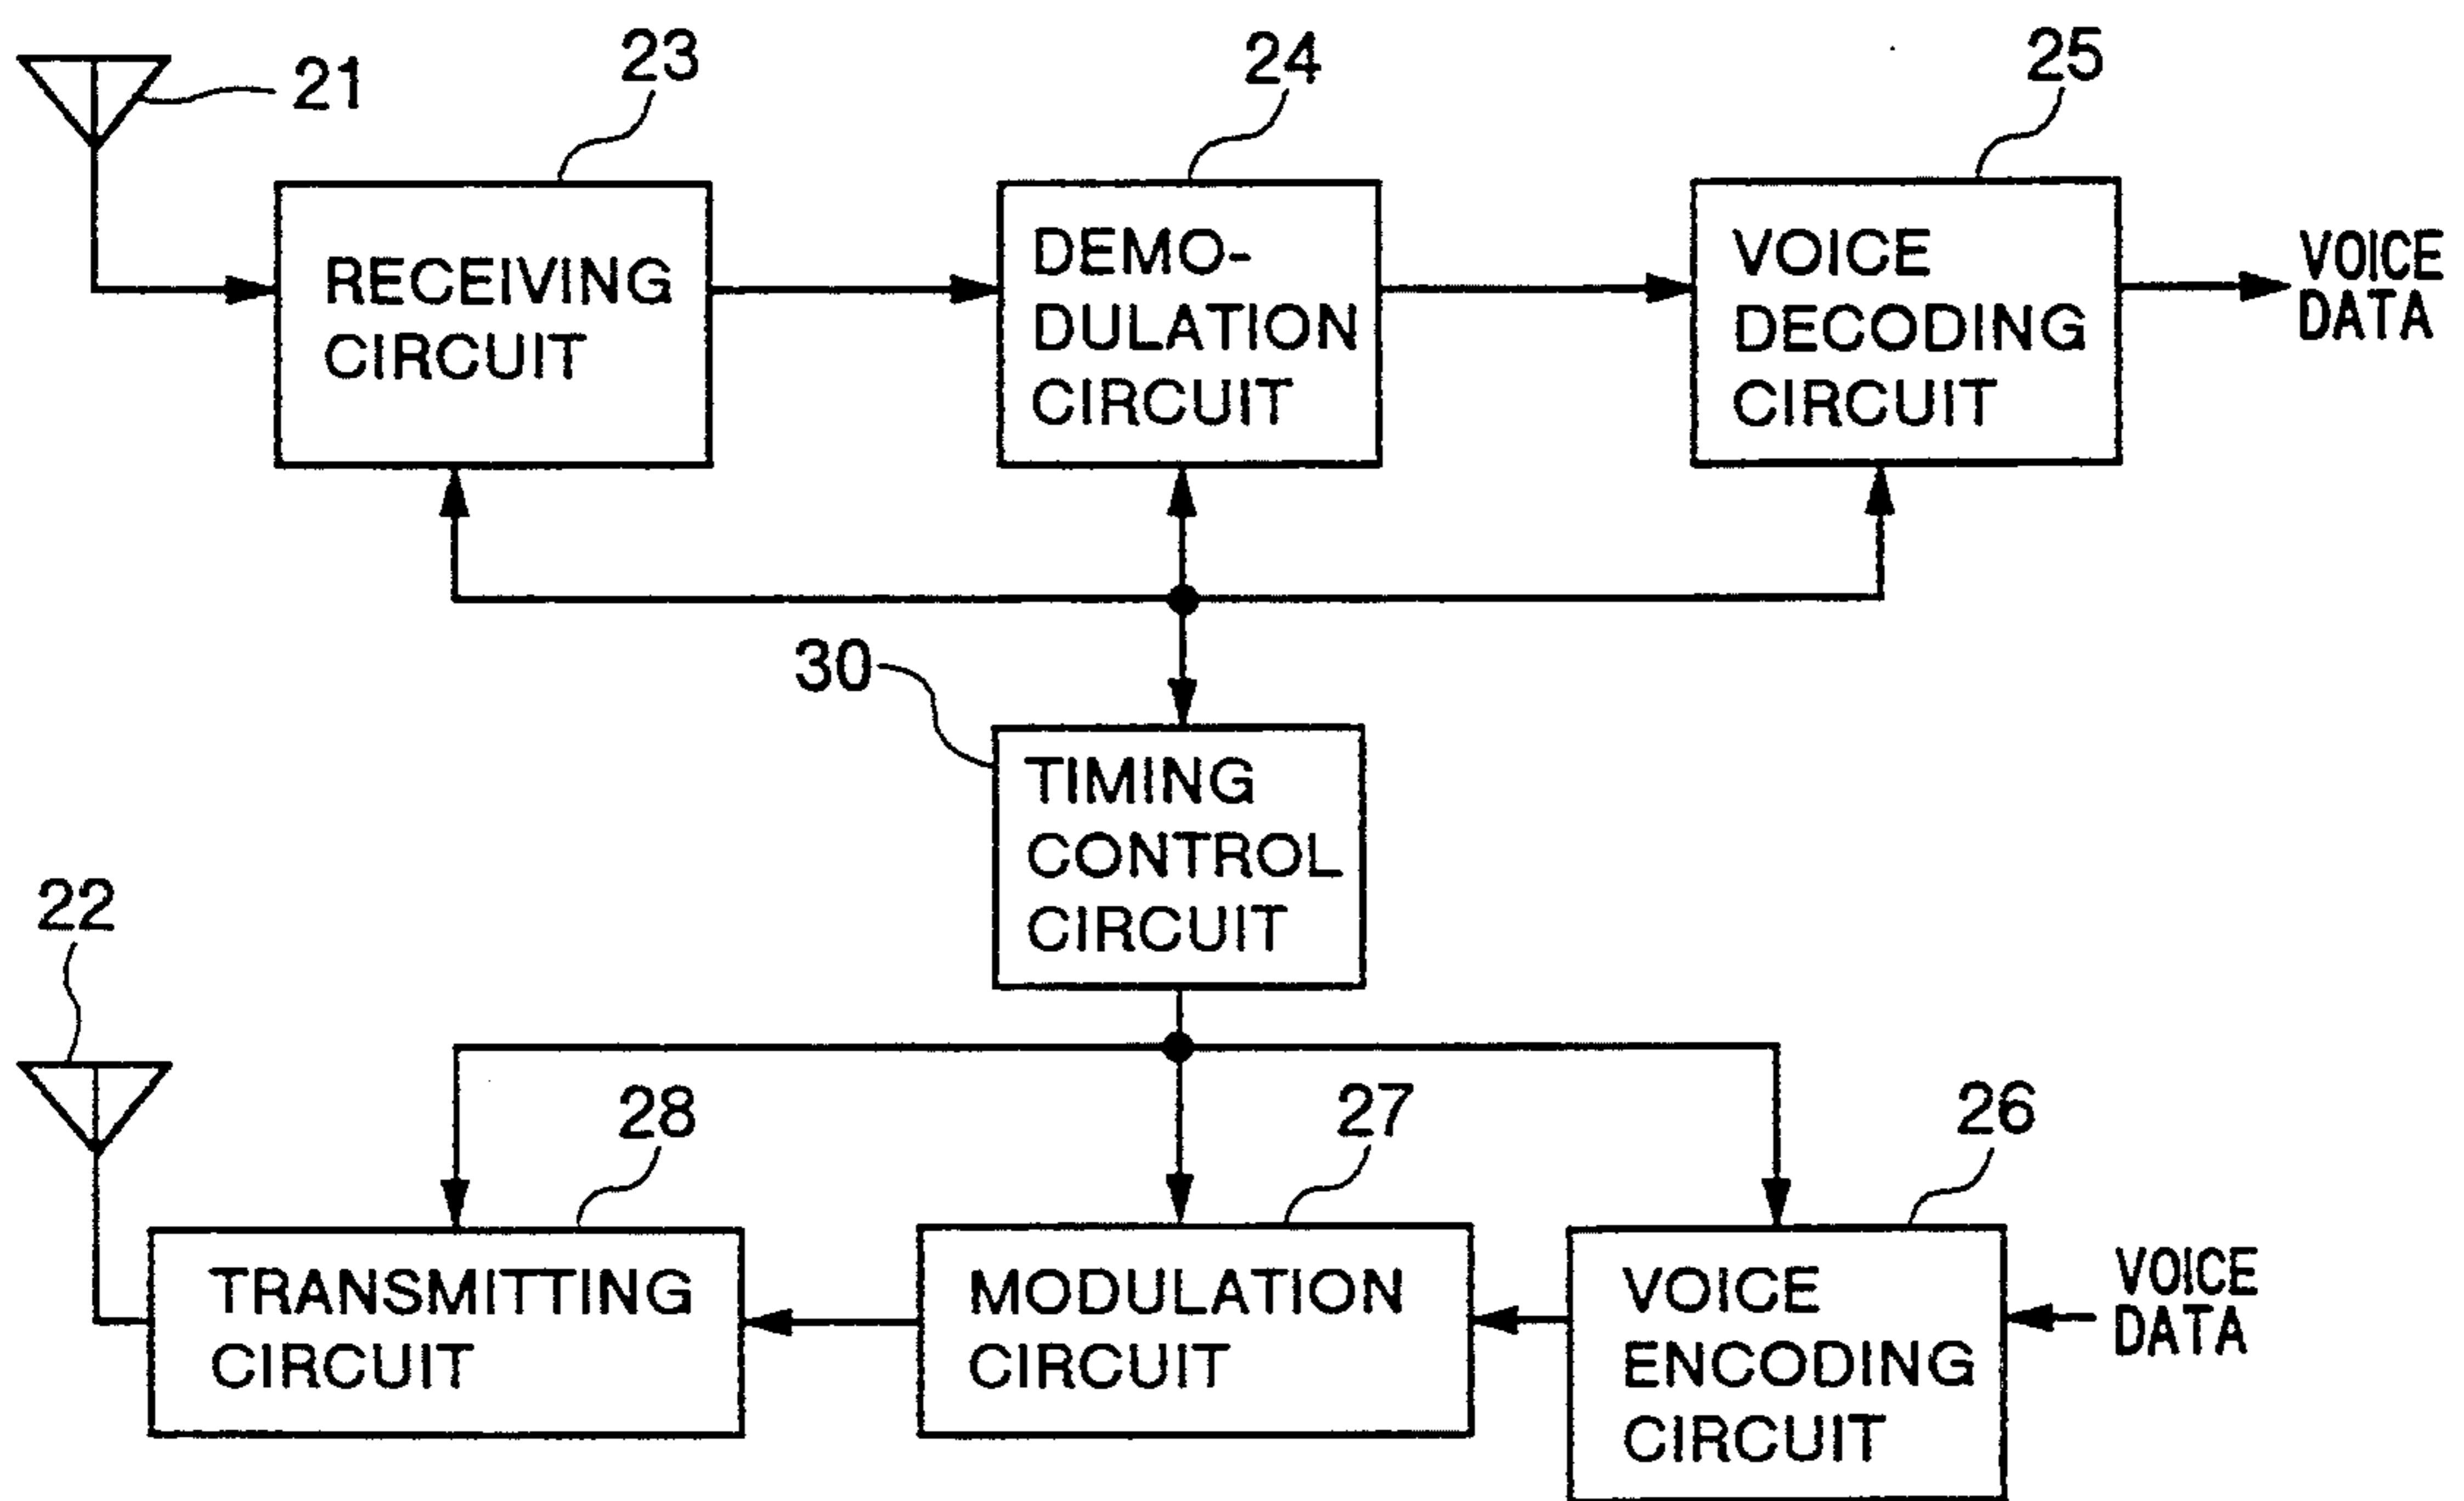 21
23
24
25
RECEIVING
CIRCUIT
DEMO-
DULATION
CIRCUIT
VOICE
DECODING
CIRCUIT
VOICE
DATA
30
TIMING
CONTROL
CIRCUIT
22
28
27
26
TRANSMITTING
CIRCUIT
MODULATION
CIRCUIT
VOICE
ENCODING
CIRCUIT
VOICE
DATA